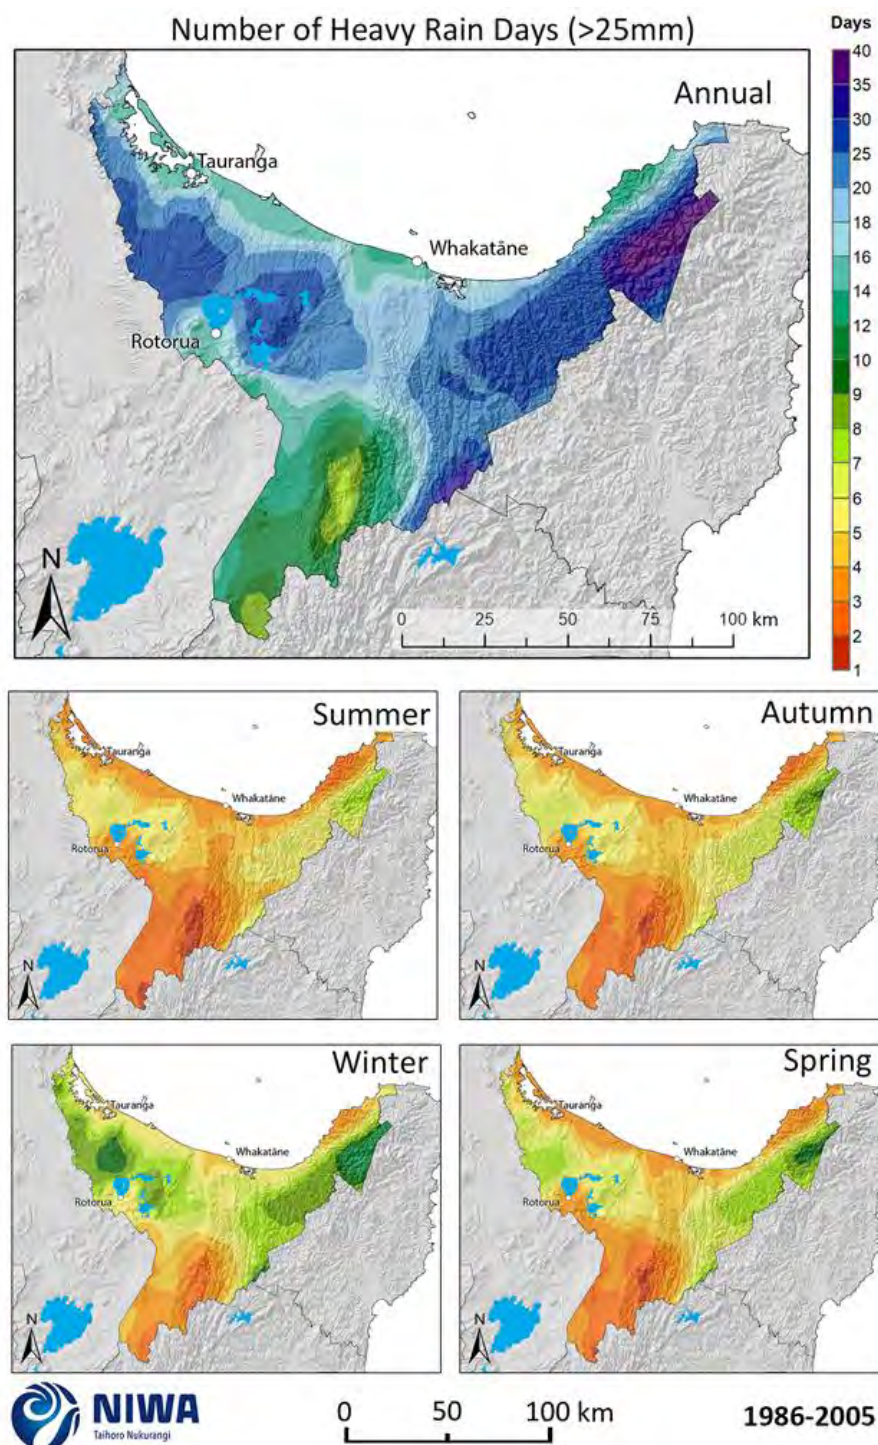 Number of Heavy Rain Days (>25mm)
Days
Annual
Tauranga
Whakatāne
Rotorua
N
0 25 50 75 100 km
40
35
30
25
20
18
16
14
12
10
9
8
7
6
5
4
3
2
1
Summer
Tauranga
Whakatāne
Rotorua
N
Autumn
Tauranga
Whakatāne
Rotorua
N
Winter
Tauranga
Whakatāne
Rotorua
N
Spring
Tauranga
Whakatāne
Rotorua
N
NIWA
Taihoro Nukurangi
0 50 100 km
1986-2005